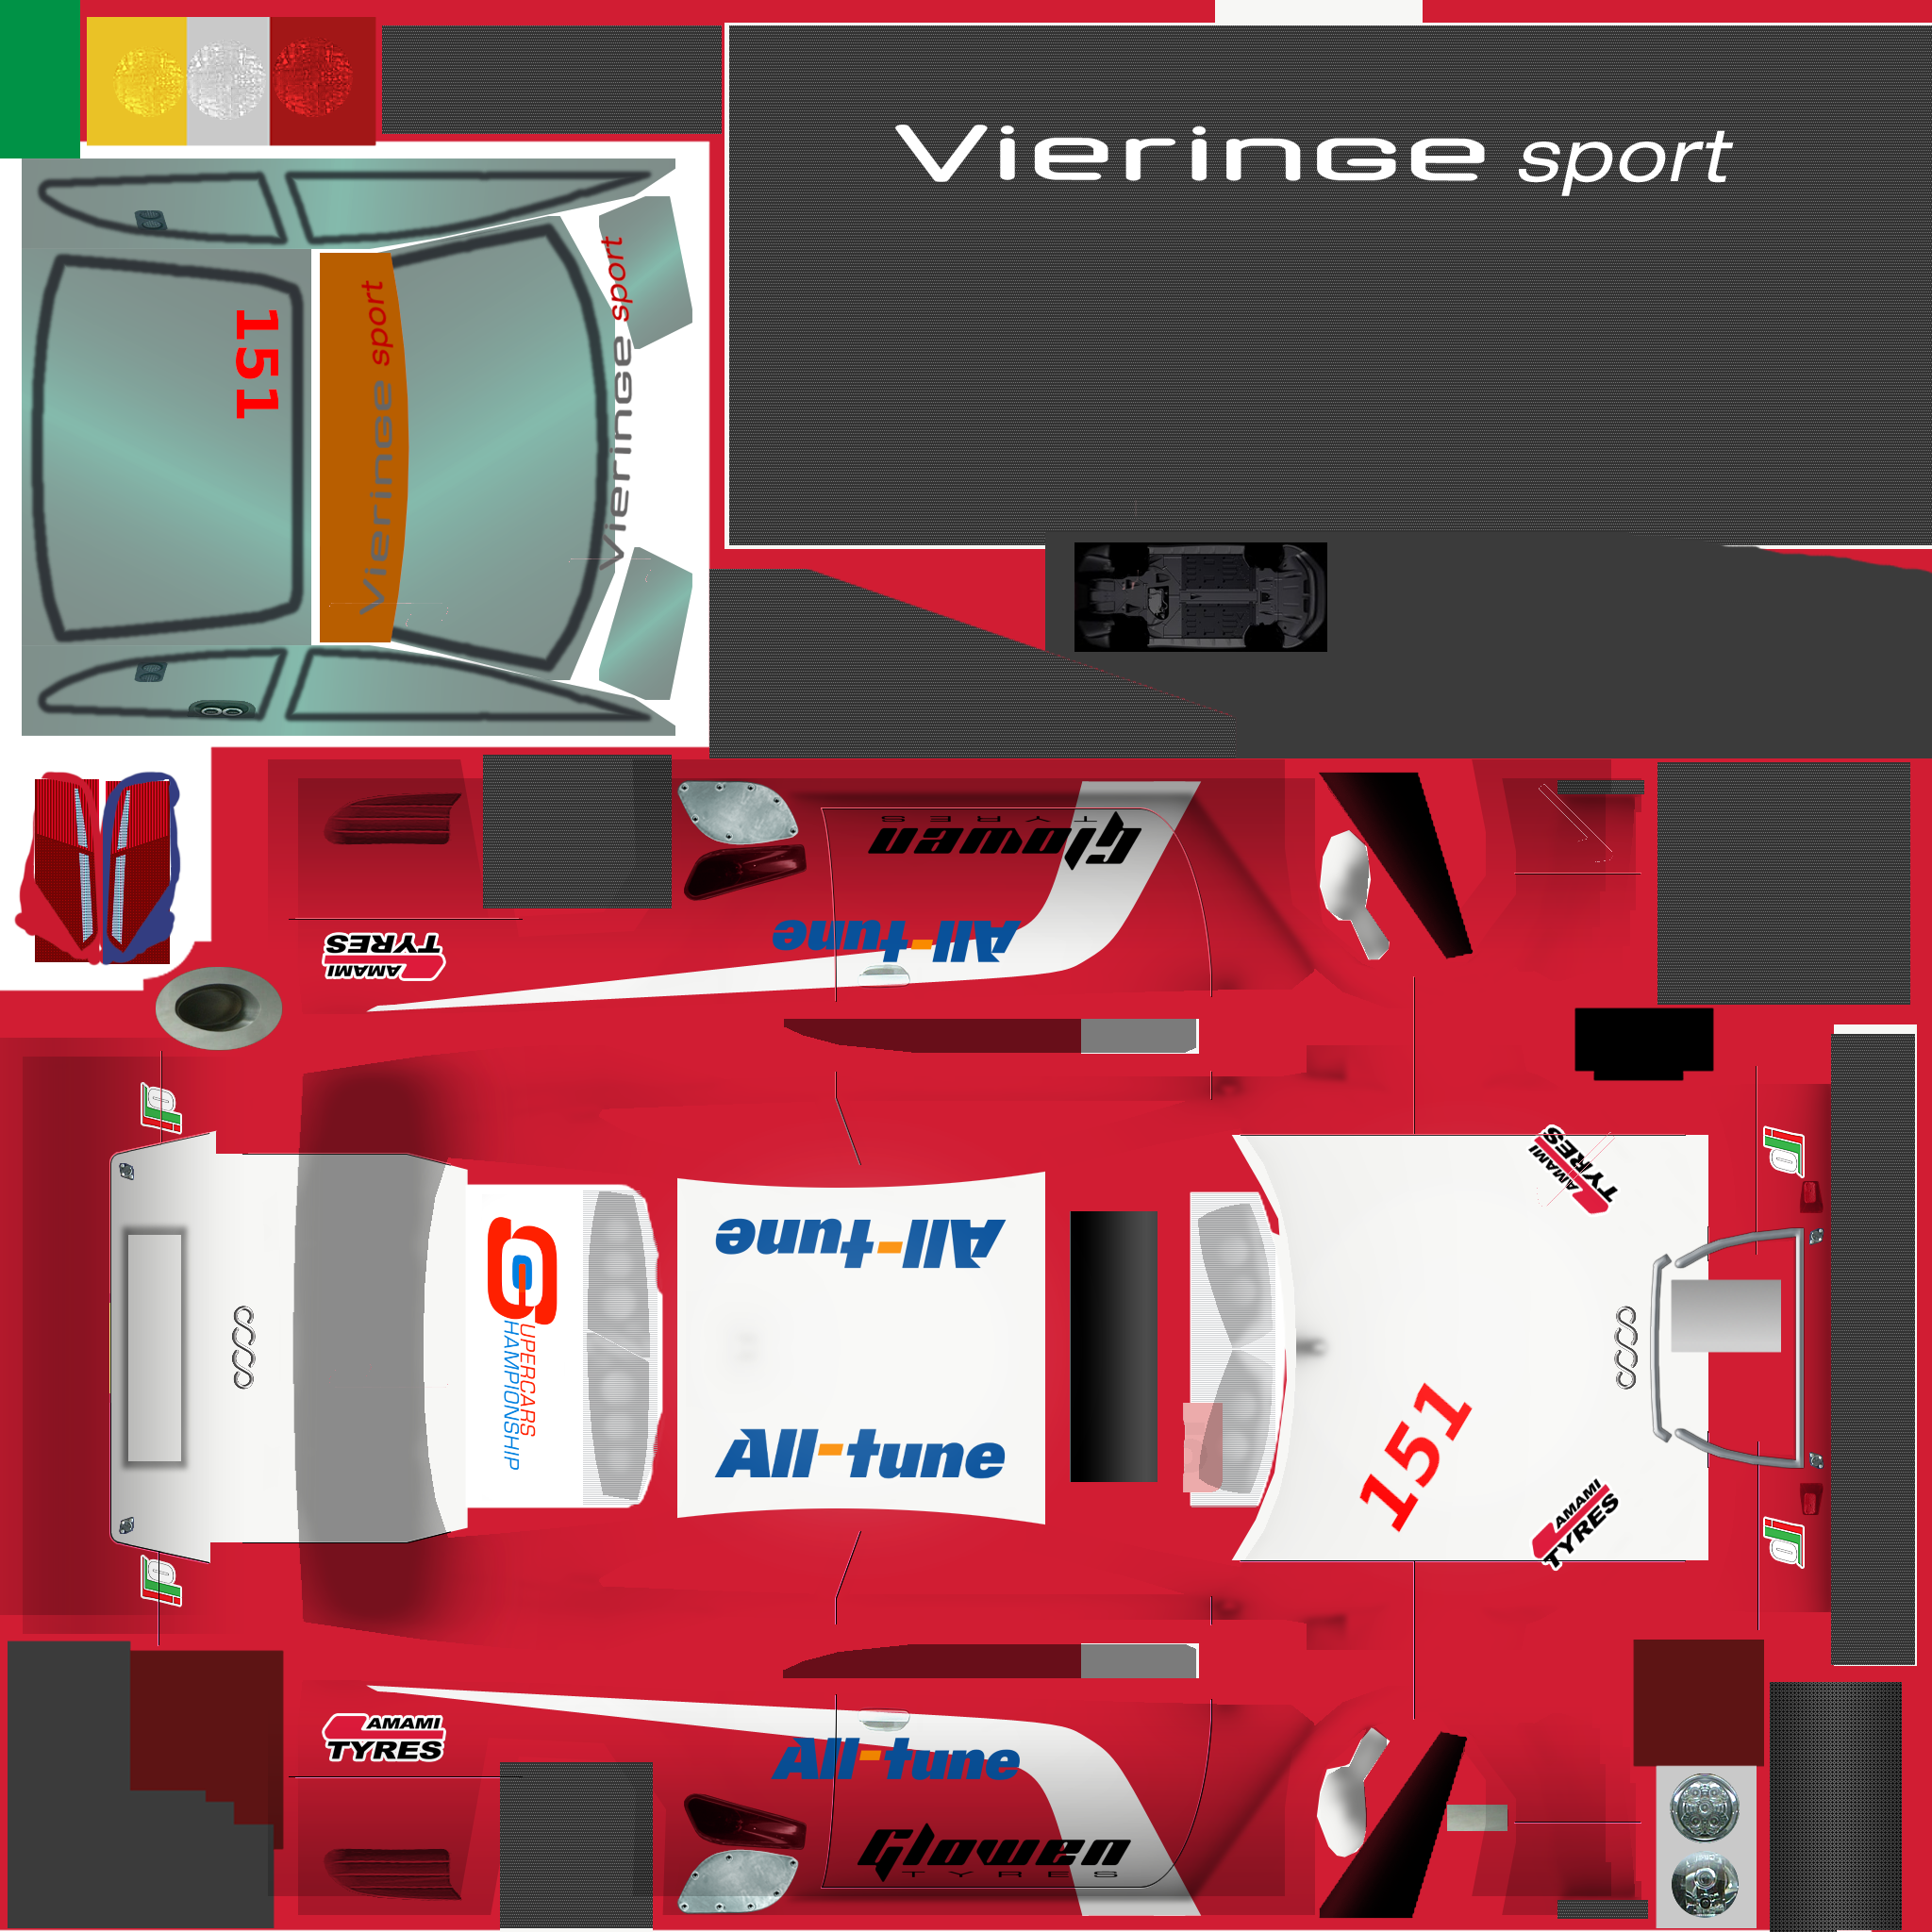 Vieringe sport
151
Vieringe sport
Vieringe sport
Glowen
TYRES
All-tune
AMAMI
TYRES
AMAMI
TYRES
All-tune
SUPERCARS
CHAMPIONSHIP
All-tune
151
AMAMI
TYRES
AMAMI
TYRES
All-tune
Glowen
TYRES